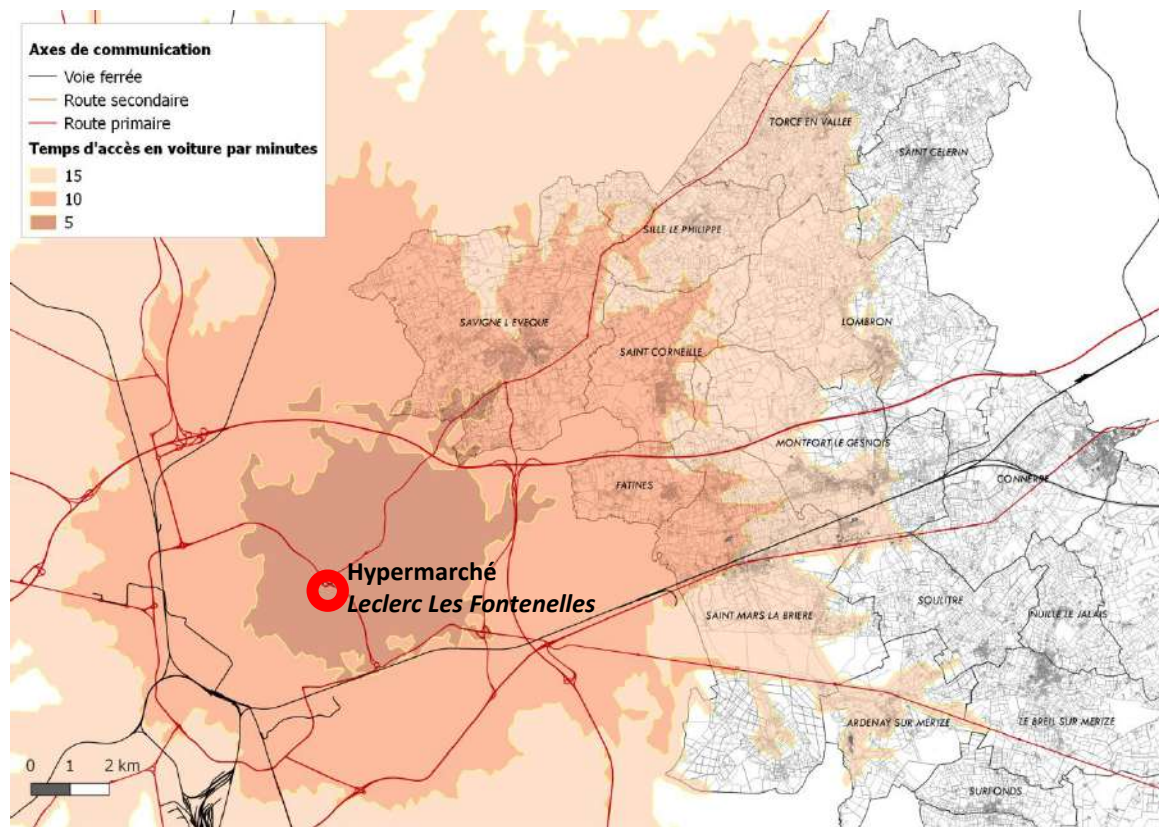 Axes de communication
Voie ferrée
Route secondaire
Route primaire
Temps d'accès en voiture par minutes
15
10
5
TORCE EN VALLEE
SAINT CELERIN
SILLE LE PHILIPPE
SAVIGNE L EVEQUE
LOMBRON
SAINT CORNEILLE
MONTFORT LE GESNOIS
CONNERRE
FATINES
Hypermarché
Leclerc Les Fontenelles
SOULITRE
NUILLE LE JALAIS
SAINT MARS LA BRIERE
ARDENAY SUR MERIZE
LE BREIL SUR MERIZE
0 1 2 km
SURFONDS